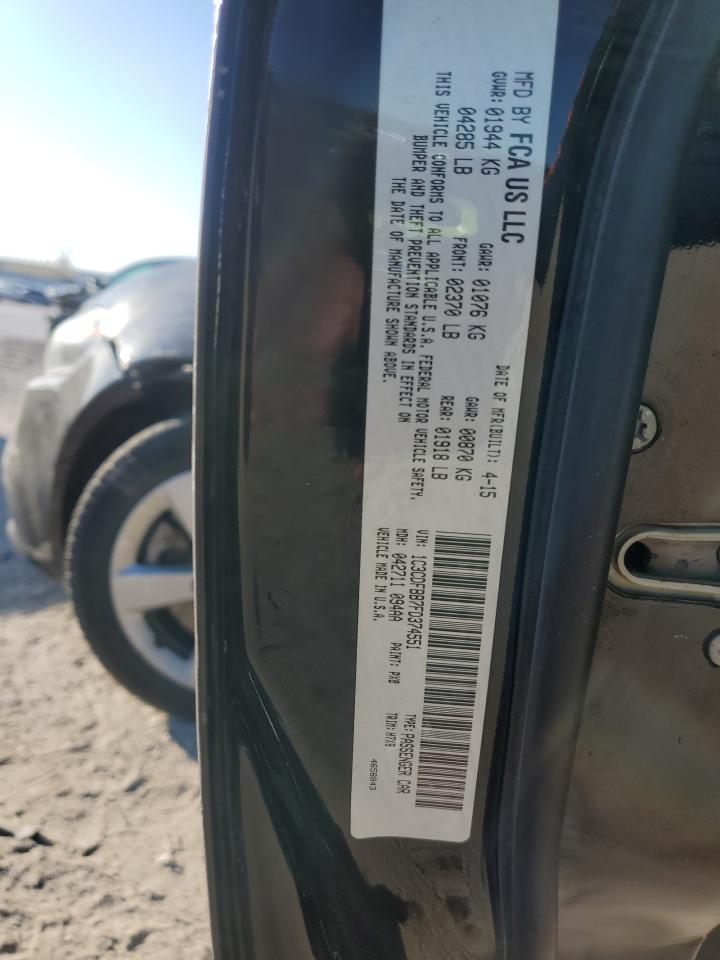 MFD BY FCA US LLC
DATE OF MFR(BUILT): 4-15
GVWR: 01944 KG
GAWR: 01076 KG
GAWR: 00870 KG
04285 LB
FRONT: 02370 LB
REAR: 01918 LB
THIS VEHICLE CONFORMS TO ALL APPLICABLE U.S.A. FEDERAL MOTOR VEHICLE SAFETY,
BUMPER AND THEFT PREVENTION STANDARDS IN EFFECT ON
THE DATE OF MANUFACTURE SHOWN ABOVE.
VIN: 1C3CDFBB7FD374551
TYPE: PASSENGER CAR
MDH: 042711 094AA
PAINT: PX8
TRIM: H7X9
VEHICLE MADE IN U.S.A.
4658843